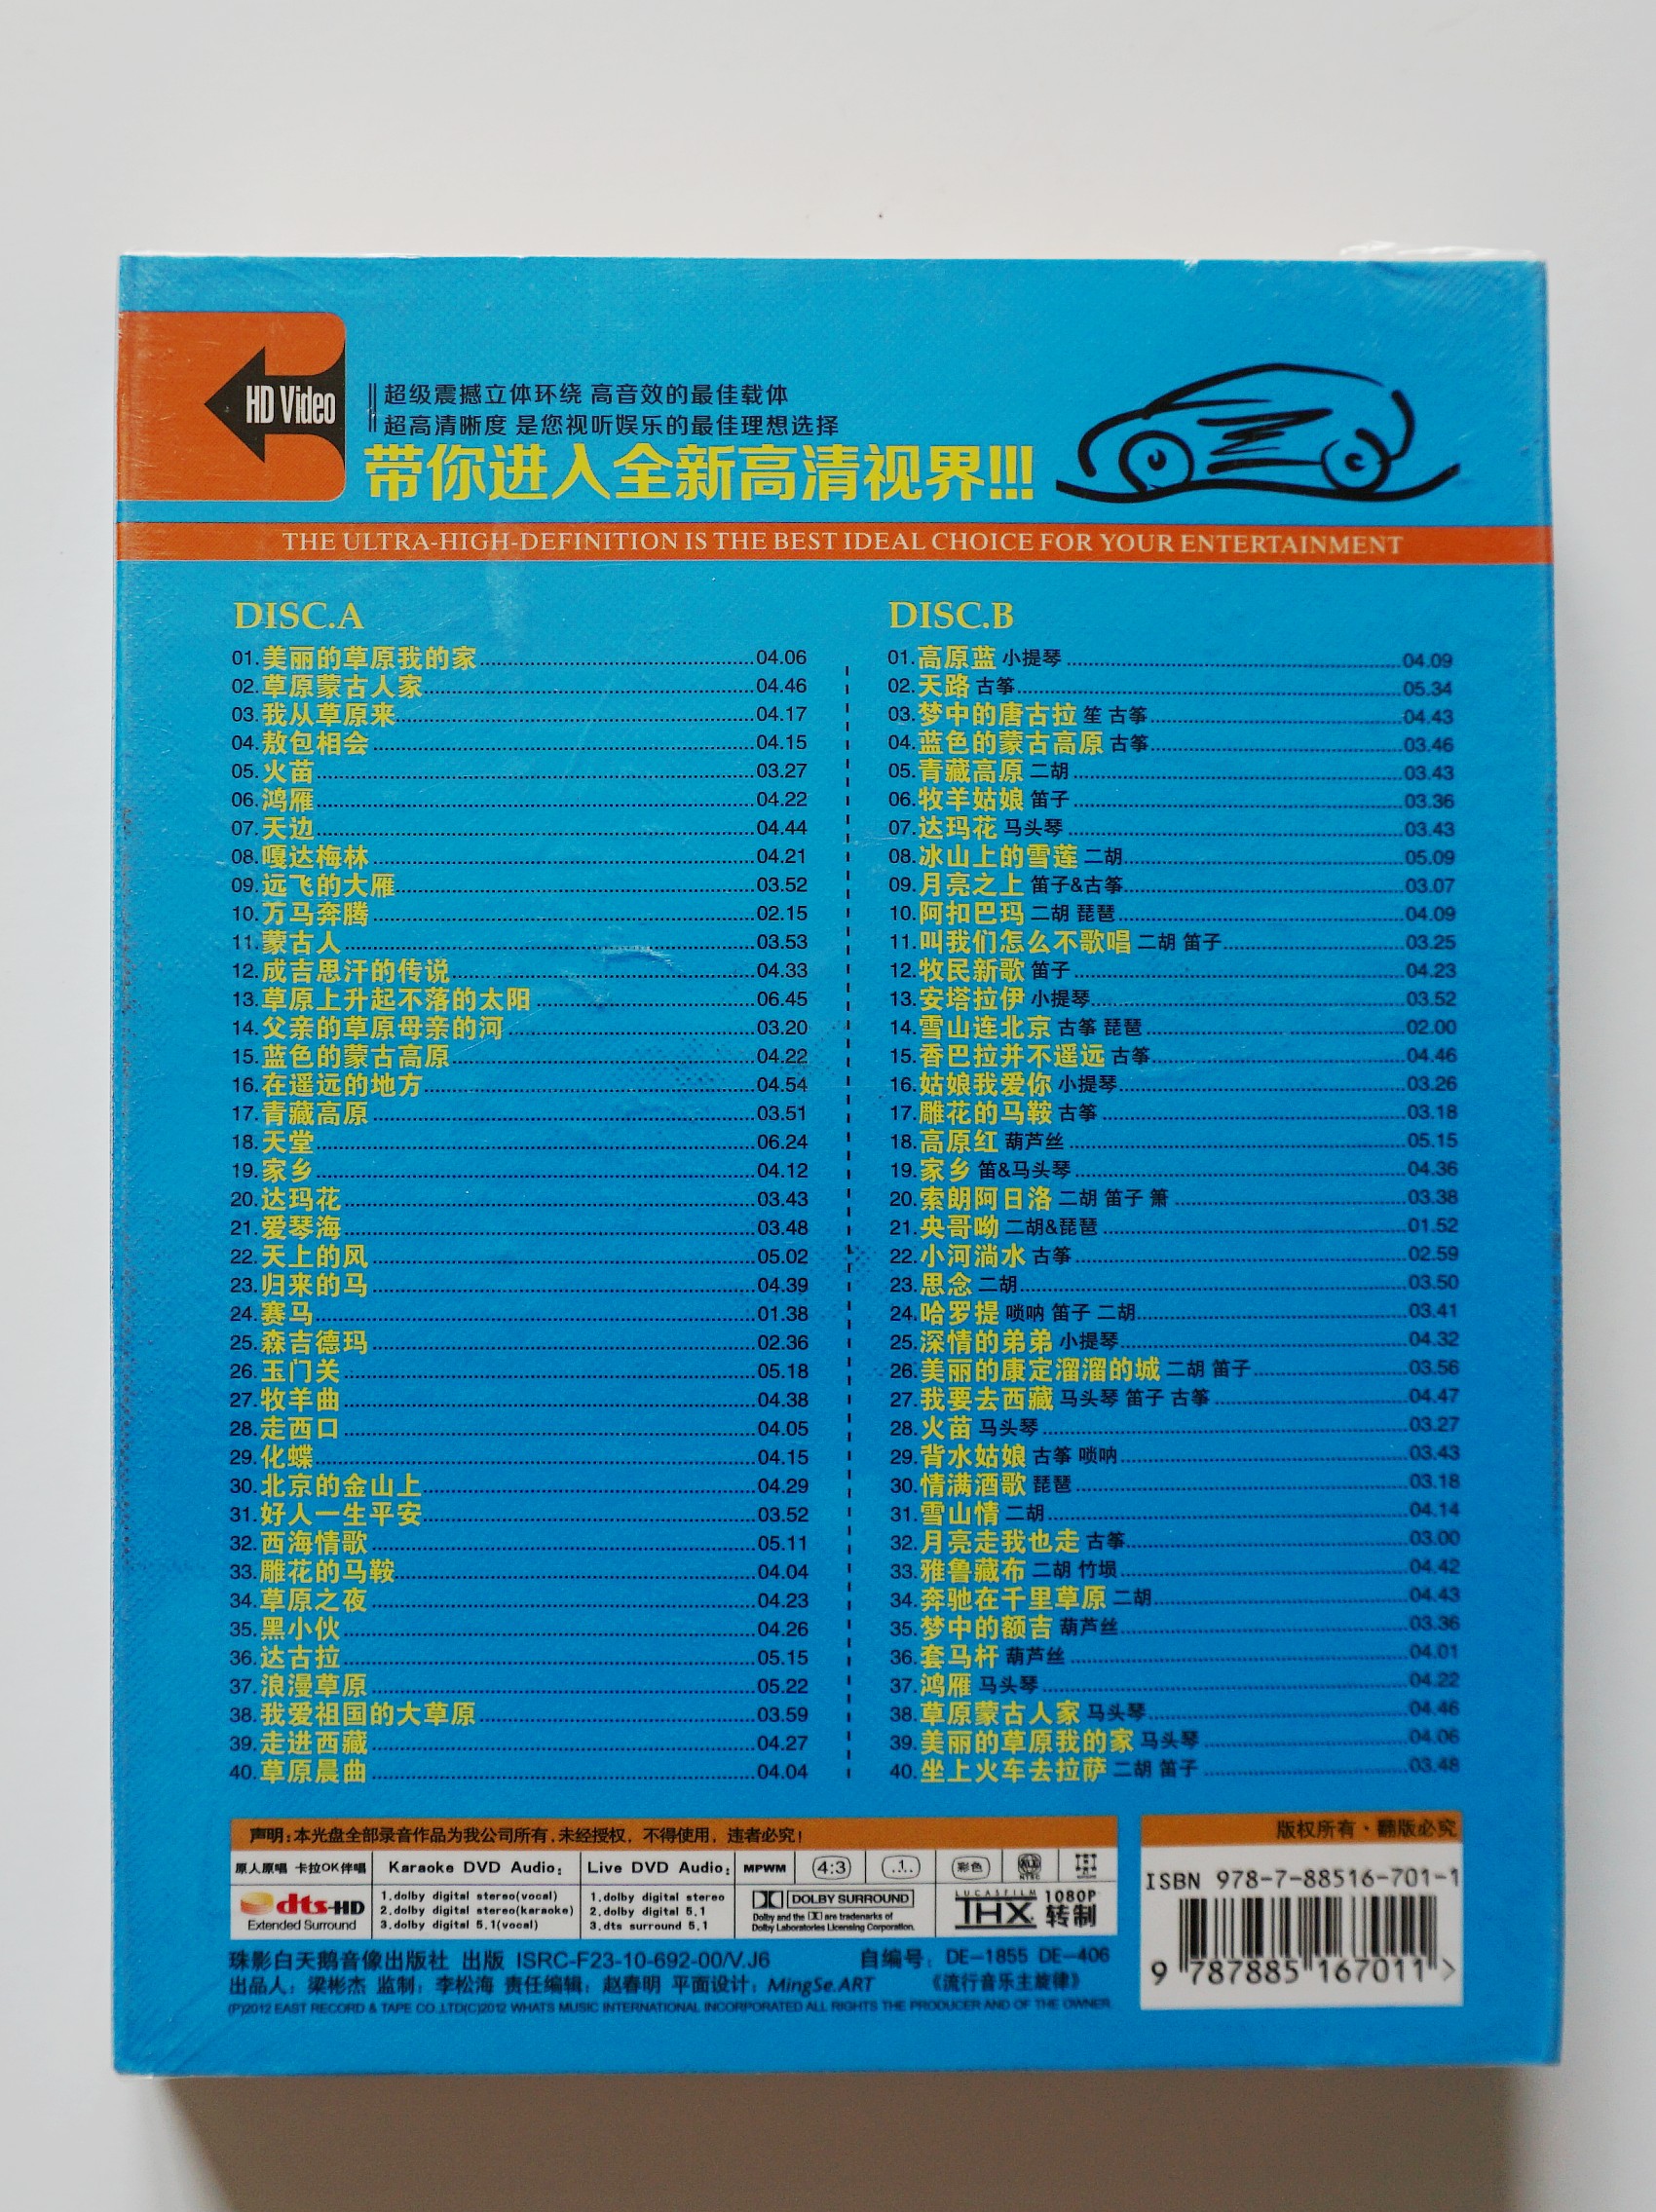 HD Video
超级震撼立体环绕 高音效的最佳载体
超高清晰度 是您视听娱乐的最佳理想选择
带你进入全新高清视界!!!
THE ULTRA-HIGH-DEFINITION IS THE BEST IDEAL CHOICE FOR YOUR ENTERTAINMENT
DISC.A
01.美丽的草原我的家 04.06
02.草原蒙古人家 04.46
03.我从草原来 04.17
04.敖包相会 04.15
05.火苗 03.27
06.鸿雁 04.22
07.天边 04.44
08.嘎达梅林 04.21
09.远飞的大雁 03.52
10.万马奔腾 02.15
11.蒙古人 03.53
12.成吉思汗的传说 04.33
13.草原上升起不落的太阳 06.45
14.父亲的草原母亲的河 03.20
15.蓝色的蒙古高原 04.22
16.在遥远的地方 04.54
17.青藏高原 03.51
18.天堂 06.24
19.家乡 04.12
20.达玛花 03.43
21.爱琴海 03.48
22.天上的风 05.02
23.归来的马 04.39
24.赛马 01.38
25.森吉德玛 02.36
26.玉门关 05.18
27.牧羊曲 04.38
28.走西口 04.05
29.化蝶 04.15
30.北京的金山上 04.29
31.好人一生平安 03.52
32.西海情歌 05.11
33.雕花的马鞍 04.04
34.草原之夜 04.23
35.黑小伙 04.26
36.达古拉 05.15
37.浪漫草原 05.22
38.我爱祖国的大草原 03.59
39.走进西藏 04.27
40.草原晨曲 04.04
DISC.B
01.高原蓝 小提琴 04.09
02.天路 古筝 05.34
03.梦中的唐古拉 笙 古筝 04.43
04.蓝色的蒙古高原 古筝 03.46
05.青藏高原 二胡 03.43
06.牧羊姑娘 笛子 03.36
07.达玛花 马头琴 03.43
08.冰山上的雪莲 二胡 05.09
09.月亮之上 笛子&古筝 03.07
10.阿扣巴玛 二胡 琵琶 04.09
11.叫我们怎么不歌唱 二胡 笛子 03.25
12.牧民新歌 笛子 04.23
13.安塔拉伊 小提琴 03.52
14.雪山连北京 古筝 琵琶 02.00
15.香巴拉并不遥远 古筝 04.46
16.姑娘我爱你 小提琴 03.26
17.雕花的马鞍 古筝 03.18
18.高原红 葫芦丝 05.15
19.家乡 笛&马头琴 04.36
20.索朗阿日洛 二胡 笛子 箫 03.38
21.央哥呦 二胡&琵琶 01.52
22.小河淌水 古筝 02.59
23.思念 二胡 03.50
24.哈罗提 唢呐 笛子 二胡 03.41
25.深情的弟弟 小提琴 04.32
26.美丽的康定溜溜的城 二胡 笛子 03.56
27.我要去西藏 马头琴 笛子 古筝 04.47
28.火苗 马头琴 03.27
29.背水姑娘 古筝 唢呐 03.43
30.情满酒歌 琵琶 03.18
31.雪山情 二胡 04.14
32.月亮走我也走 古筝 03.00
33.雅鲁藏布 二胡 竹埙 04.42
34.奔驰在千里草原 二胡 04.43
35.梦中的额吉 葫芦丝 03.36
36.套马杆 葫芦丝 04.01
37.鸿雁 马头琴 04.22
38.草原蒙古人家 马头琴 04.46
39.美丽的草原我的家 马头琴 04.06
40.坐上火车去拉萨 二胡 笛子 03.48
声明:本光盘全部录音作品为我公司所有,未经授权,不得使用,违者必究!
原人原唱 卡拉OK伴唱
dts-HD
Extended Surround
Karaoke DVD Audio:
1.dolby digital stereo(vocal)
2.dolby digital stereo(karaoke)
3.dolby digital 5.1(vocal)
Live DVD Audio:
1.dolby digital stereo
2.dolby digital 5.1
3.dts surround 5.1
MPWM 4:3 彩色 ALL NTSC
DOLBY SURROUND
Dolby and the are trademarks of
Dolby Laboratories Licensing Corporation.
LUCASFILM
THX
1080P
转制
版权所有·翻版必究
ISBN 978-7-88516-701-1
9 787885 167011 >
珠影白天鹅音像出版社 出版 ISRC-F23-10-692-00/V.J6 自编号: DE-1855 DE-406
出品人: 梁彬杰 监制: 李松海 责任编辑: 赵春明 平面设计: MingSe.ART 《流行音乐主旋律》
(P)2012 EAST RECORD & TAPE CO.,LTD(C)2012 WHATS MUSIC INTERNATIONAL INCORPORATED ALL RIGHTS THE PRODUCER AND OF THE OWNER